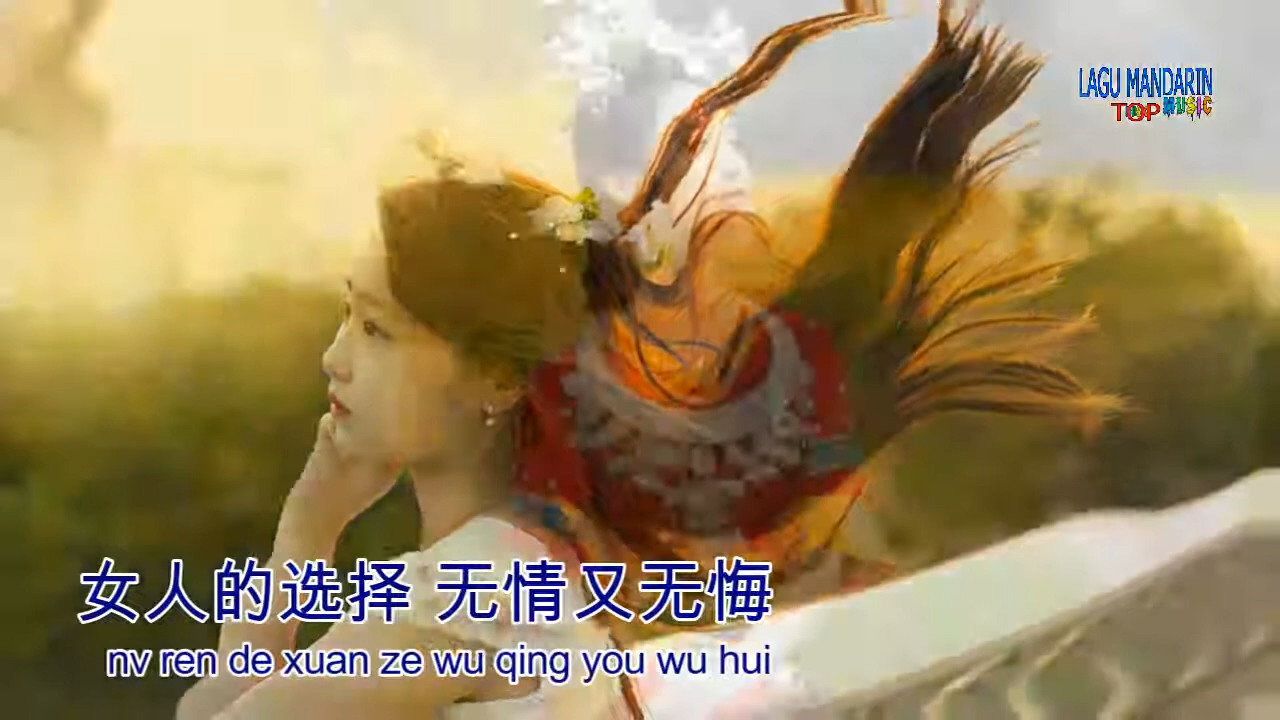 LAGU MANDARIN
TOP MUSIC
女人的选择 无情又无悔
nv ren de xuan ze wu qing you wu hui